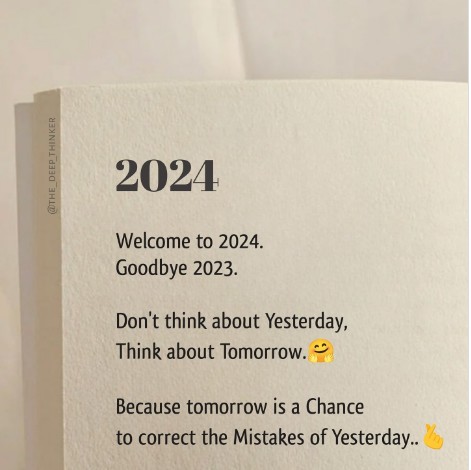 @THE_DEEP_THINKER
2024
Welcome to 2024.
Goodbye 2023.
Don't think about Yesterday,
Think about Tomorrow.🤗
Because tomorrow is a Chance
to correct the Mistakes of Yesterday..🫰